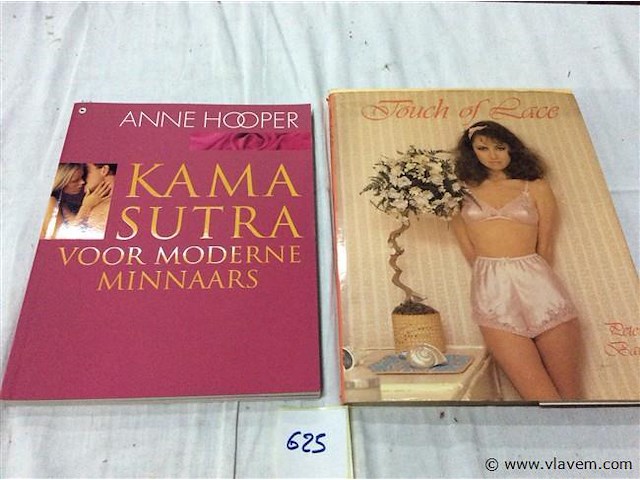 ANNE HOOPER
KAMA
SUTRA
VOOR MODERNE
MINNAARS
Touch of Lace
625
© www.vlavem.com